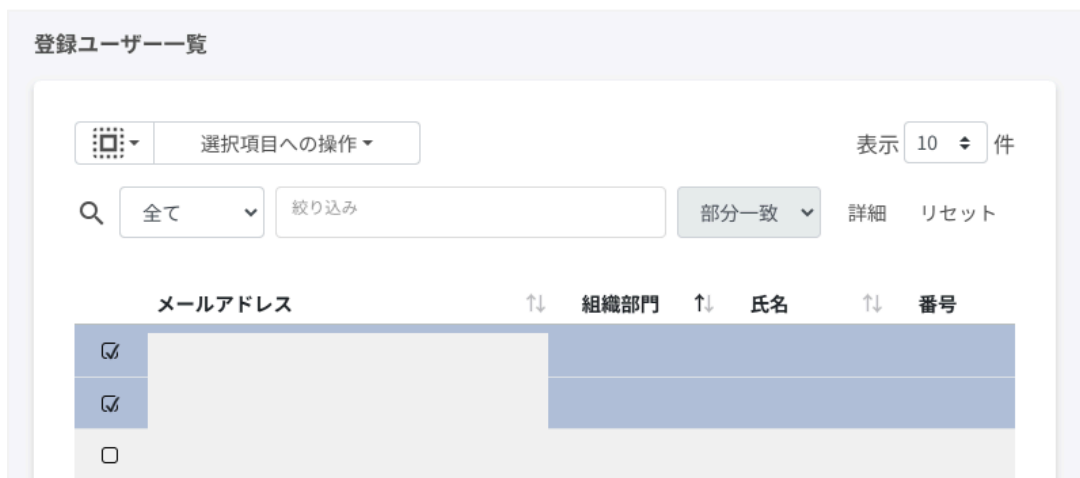 登録ユーザー一覧
選択項目への操作 表示 10 件
全て 絞り込み 部分一致 詳細 リセット
メールアドレス 組織部門 氏名 番号